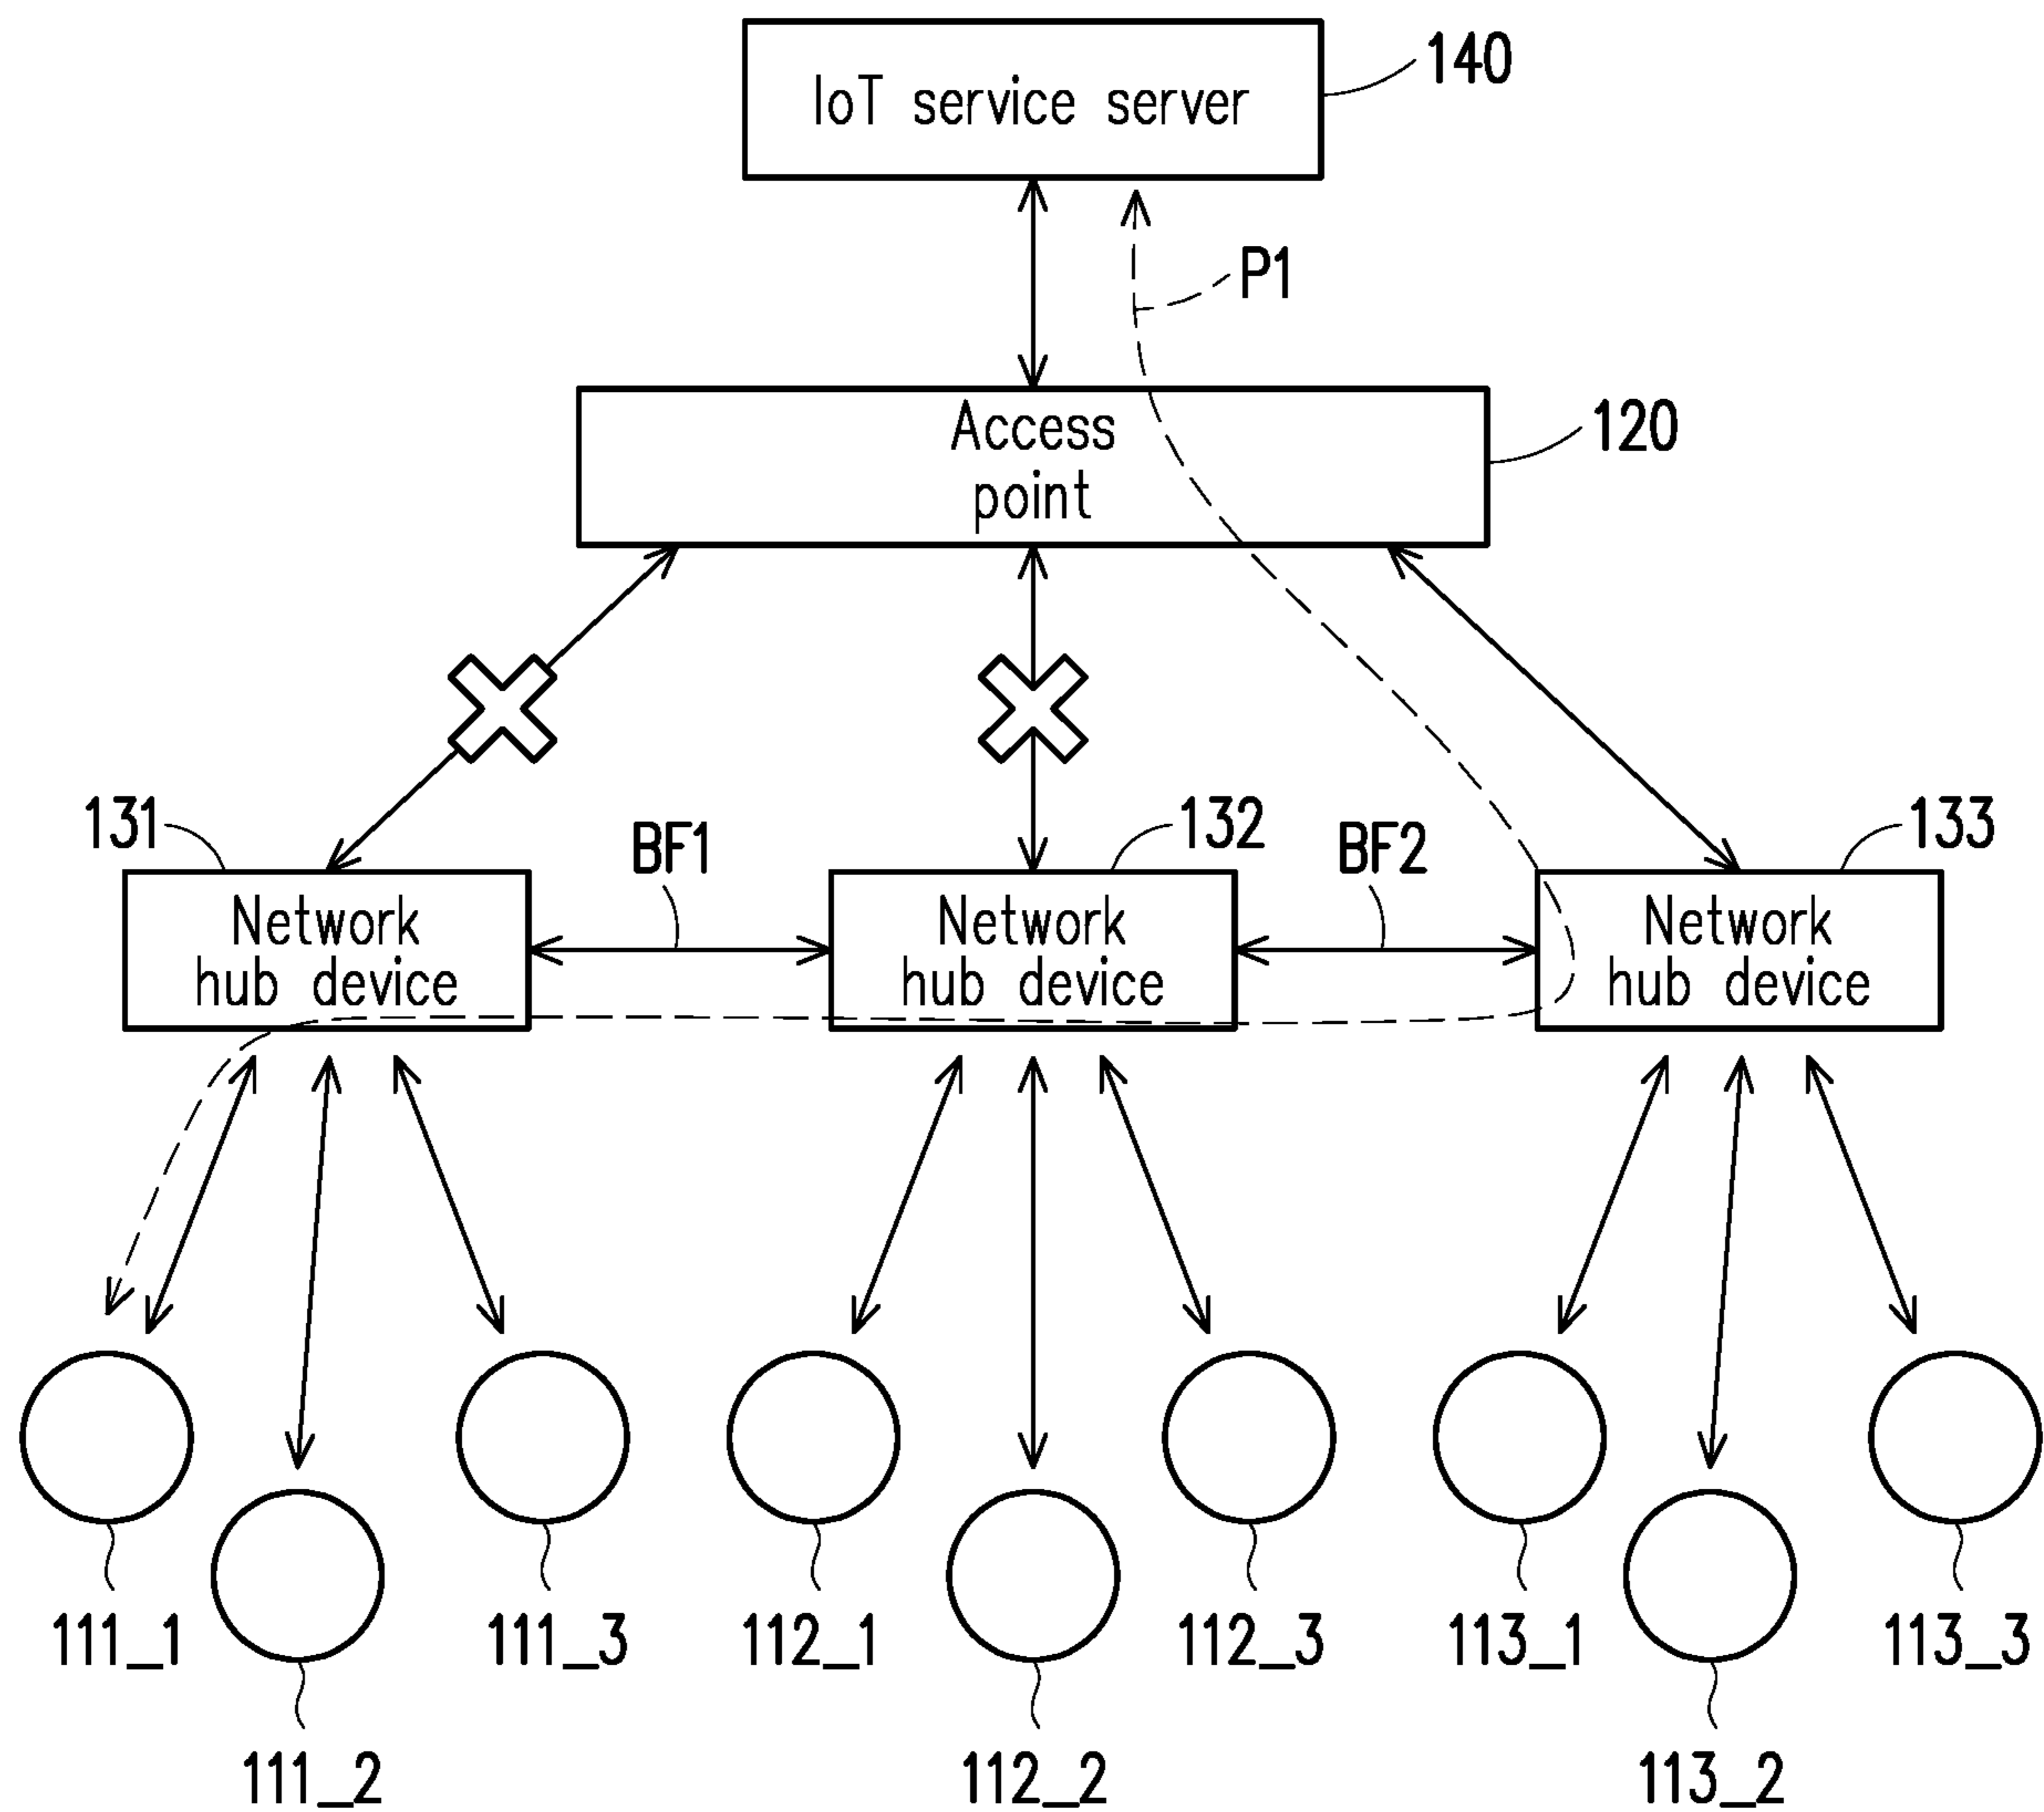 140
IoT service server
P1
120
Access
point
131
BF1
132
BF2
133
Network
hub device
Network
hub device
Network
hub device
111_1
111_3
112_1
112_3
113_1
113_3
111_2
112_2
113_2